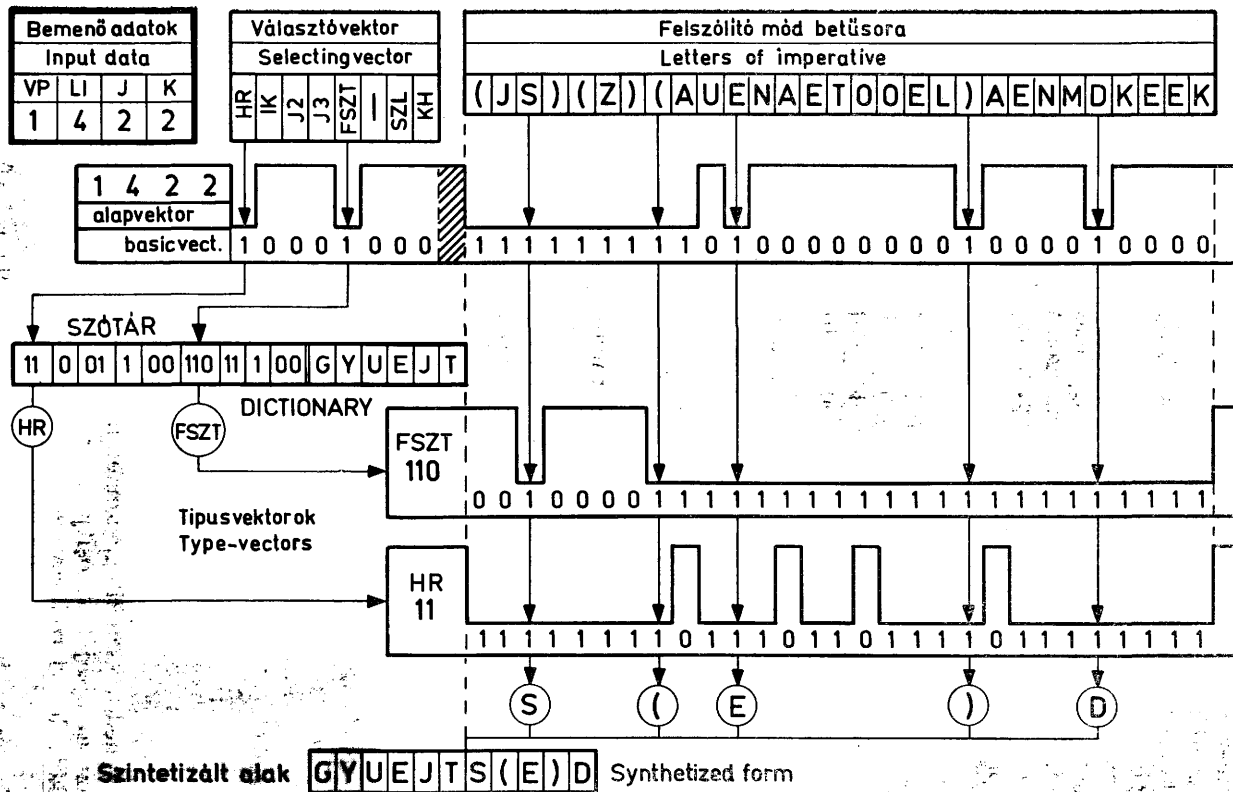 Bemenő adatok
Input data
VP LI J K
1 4 2 2
Választóvektor
Selecting vector
HR IK J2 J3 FSZT — SZL KH
Felszólító mód betűsora
Letters of imperative
( J S ) ( Z ) ( A U E N A E T O O E L ) A E N M D K E E K
1 4 2 2
alapvektor
basic vect.
1 0 0 0 1 0 0 0 1 1 1 1 1 1 1 1 1 0 1 0 0 0 0 0 0 0 0 1 0 0 0 0 1 0 0 0 0
SZÓTÁR
11 0 01 1 00 110 11 1 00 G Y U E J T
DICTIONARY
HR
FSZT
FSZT
110
0 0 1 0 0 0 0 1 1 1 1 1 1 1 1 1 1 1 1 1 1 1 1 1 1 1 1 1 1
Tipusvektorok
Type-vectors
HR
11
1 1 1 1 1 1 1 1 0 1 1 1 0 1 1 0 1 1 1 1 0 1 1 1 1 1 1 1 1
S ( E ) D
Szintetizált alak G Y U E J T S ( E ) D Synthetized form